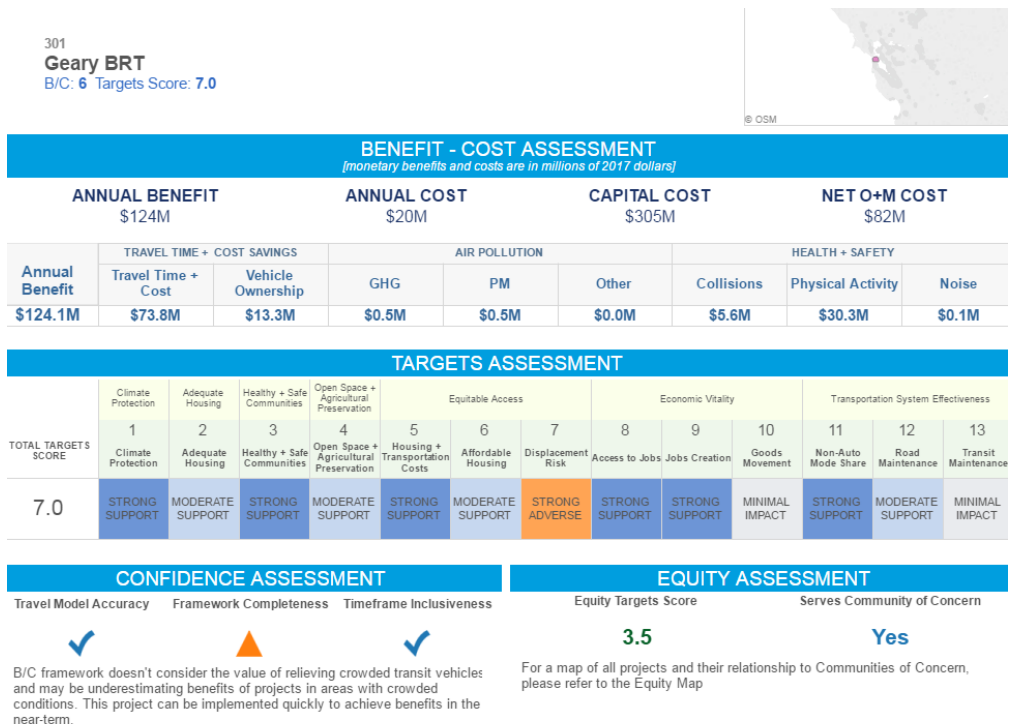 301
Geary BRT
B/C: 6 Targets Score: 7.0
© OSM
BENEFIT - COST ASSESSMENT
[monetary benefits and costs are in millions of 2017 dollars]
ANNUAL BENEFIT ANNUAL COST CAPITAL COST NET O+M COST
$124M $20M $305M $82M
TRAVEL TIME + COST SAVINGS AIR POLLUTION HEALTH + SAFETY
Annual Benefit Travel Time + Cost Vehicle Ownership GHG PM Other Collisions Physical Activity Noise
$124.1M $73.8M $13.3M $0.5M $0.5M $0.0M $5.6M $30.3M $0.1M
TARGETS ASSESSMENT
Climate Protection Adequate Housing Healthy + Safe Communities Open Space + Agricultural Preservation Equitable Access Economic Vitality Transportation System Effectiveness
1 2 3 4 5 6 7 8 9 10 11 12 13
TOTAL TARGETS SCORE Climate Protection Adequate Housing Healthy + Safe Communities Open Space + Agricultural Preservation Housing + Transportation Costs Affordable Housing Displacement Risk Access to Jobs Jobs Creation Goods Movement Non-Auto Mode Share Road Maintenance Transit Maintenance
7.0 STRONG SUPPORT MODERATE SUPPORT STRONG SUPPORT MODERATE SUPPORT STRONG SUPPORT MODERATE SUPPORT STRONG ADVERSE STRONG SUPPORT STRONG SUPPORT MINIMAL IMPACT STRONG SUPPORT MODERATE SUPPORT MINIMAL IMPACT
CONFIDENCE ASSESSMENT
Travel Model Accuracy Framework Completeness Timeframe Inclusiveness
B/C framework doesn't consider the value of relieving crowded transit vehicles
and may be underestimating benefits of projects in areas with crowded
conditions. This project can be implemented quickly to achieve benefits in the
near-term.
EQUITY ASSESSMENT
Equity Targets Score Serves Community of Concern
3.5 Yes
For a map of all projects and their relationship to Communities of Concern,
please refer to the Equity Map